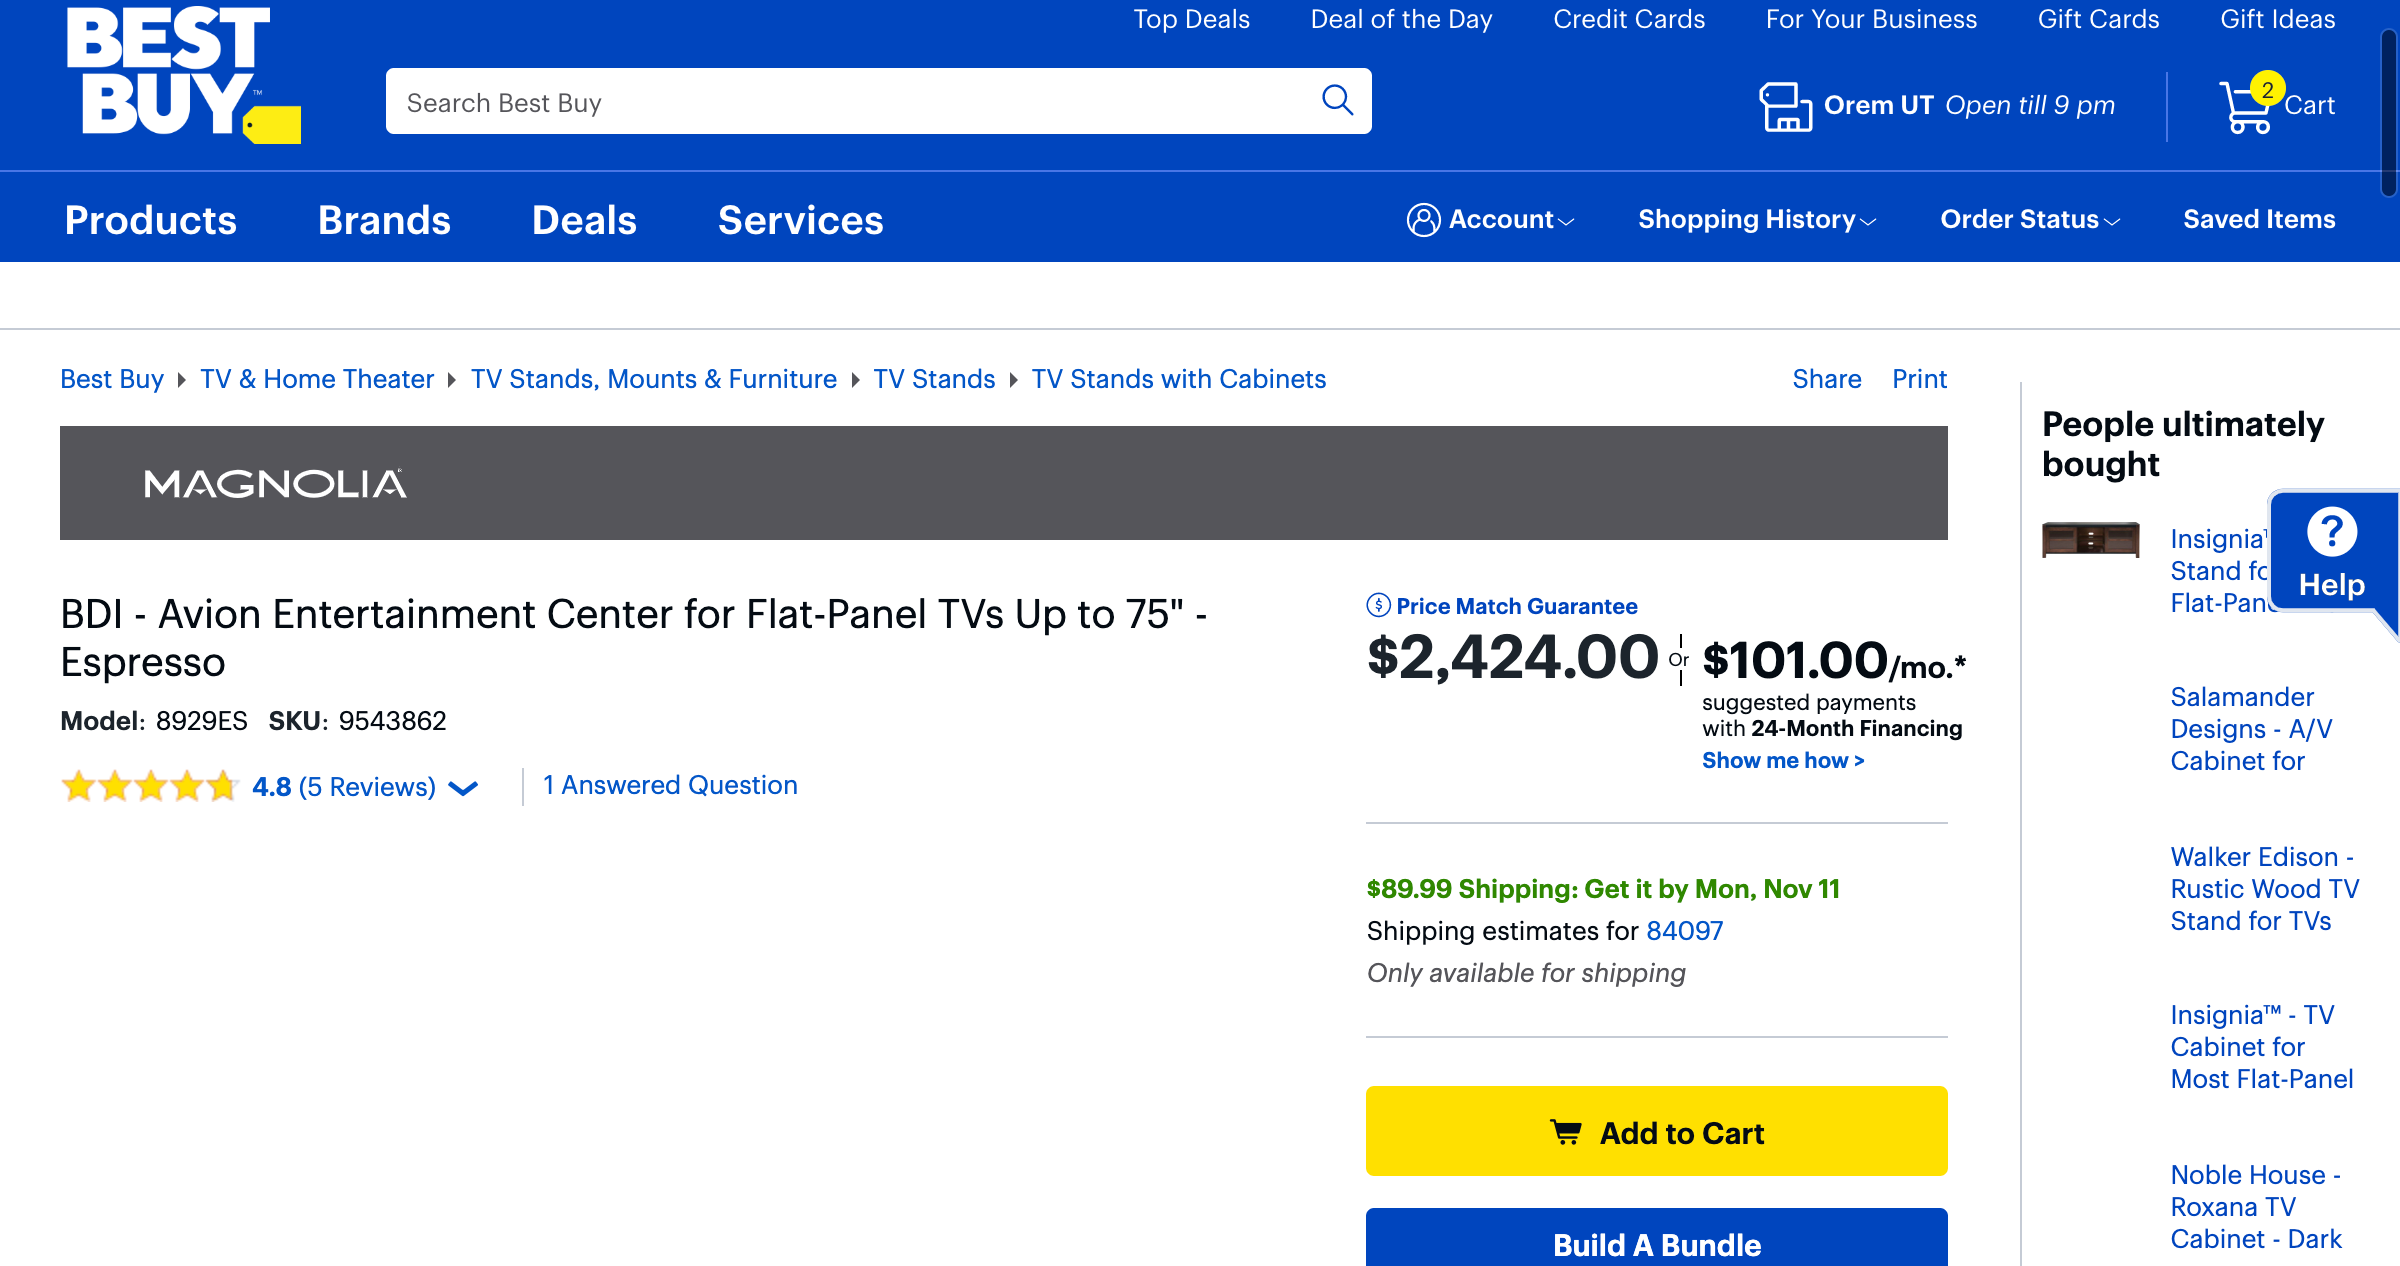 BEST
BUY™
Top Deals Deal of the Day Credit Cards For Your Business Gift Cards Gift Ideas
Search Best Buy
Orem UT Open till 9 pm
2
Cart
Products Brands Deals Services
Account Shopping History Order Status Saved Items
Best Buy TV & Home Theater TV Stands, Mounts & Furniture TV Stands TV Stands with Cabinets
Share Print
MAGNOLIA
BDI - Avion Entertainment Center for Flat-Panel TVs Up to 75" -
Espresso
Model: 8929ES SKU: 9543862
4.8 (5 Reviews) 1 Answered Question
Price Match Guarantee
$2,424.00 Or $101.00/mo.*
suggested payments
with 24-Month Financing
Show me how >
$89.99 Shipping: Get it by Mon, Nov 11
Shipping estimates for 84097
Only available for shipping
Add to Cart
Build A Bundle
People ultimately
bought
Insignia
Stand
Flat-Pan
? Help
Salamander
Designs - A/V
Cabinet for
Walker Edison -
Rustic Wood TV
Stand for TVs
Insignia™ - TV
Cabinet for
Most Flat-Panel
Noble House -
Roxana TV
Cabinet - Dark